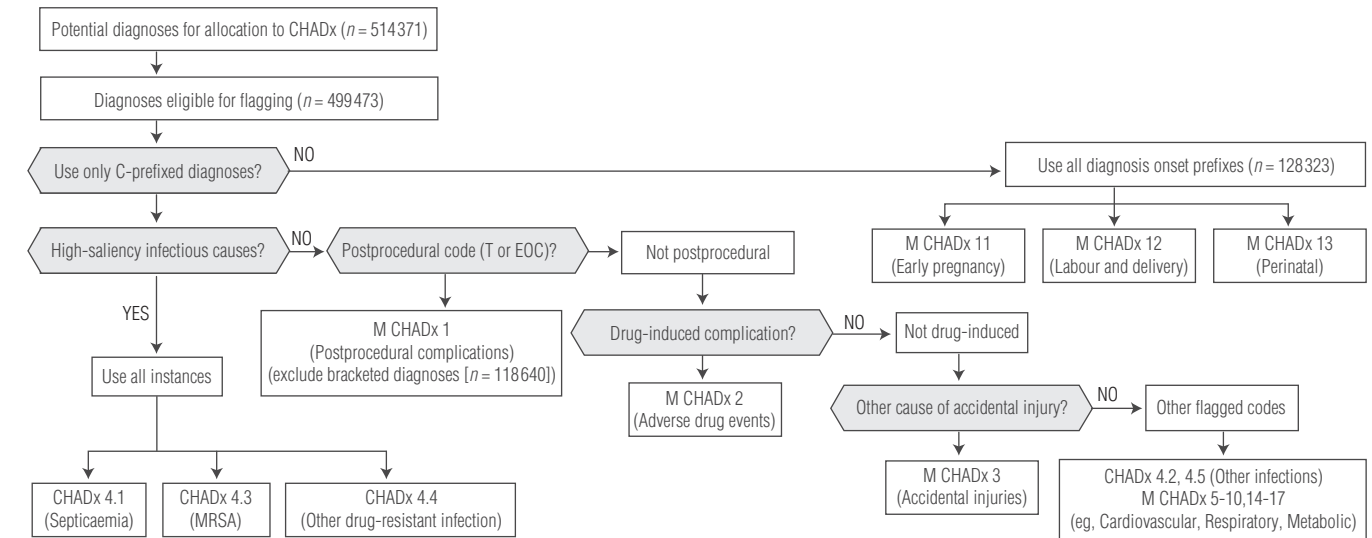 Potential diagnoses for allocation to CHADx (n = 514371)
Diagnoses eligible for flagging (n = 499473)
Use only C-prefixed diagnoses?
NO
Use all diagnosis onset prefixes (n = 128323)
M CHADx 11
(Early pregnancy)
M CHADx 12
(Labour and delivery)
M CHADx 13
(Perinatal)
High-saliency infectious causes?
NO
Postprocedural code (T or EOC)?
Not postprocedural
YES
M CHADx 1
(Postprocedural complications)
(exclude bracketed diagnoses [n = 118640])
Drug-induced complication?
NO
Not drug-induced
Use all instances
M CHADx 2
(Adverse drug events)
Other cause of accidental injury?
NO
Other flagged codes
CHADx 4.1
(Septicaemia)
CHADx 4.3
(MRSA)
CHADx 4.4
(Other drug-resistant infection)
M CHADx 3
(Accidental injuries)
CHADx 4.2, 4.5 (Other infections)
M CHADx 5-10,14-17
(eg, Cardiovascular, Respiratory, Metabolic)